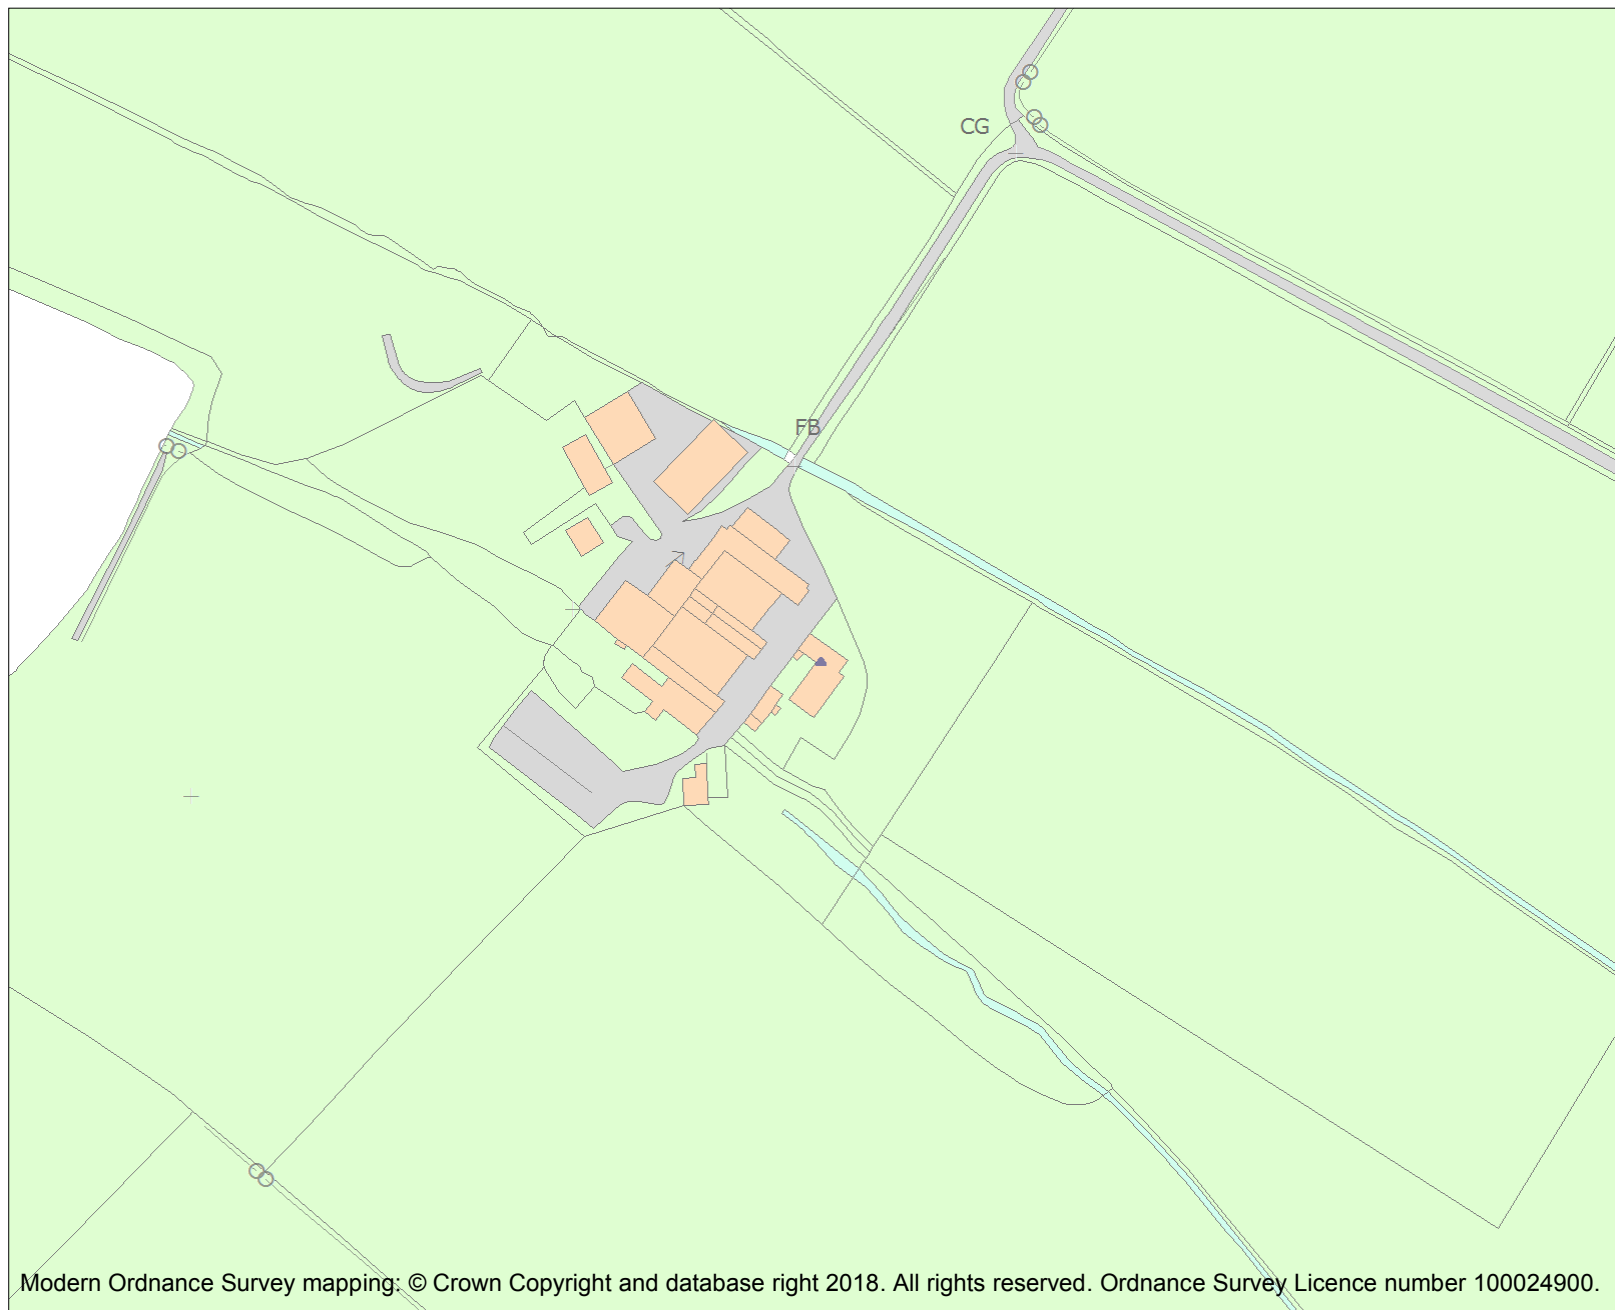 CG
FB
Modern Ordnance Survey mapping: © Crown Copyright and database right 2018. All rights reserved. Ordnance Survey Licence number 100024900.